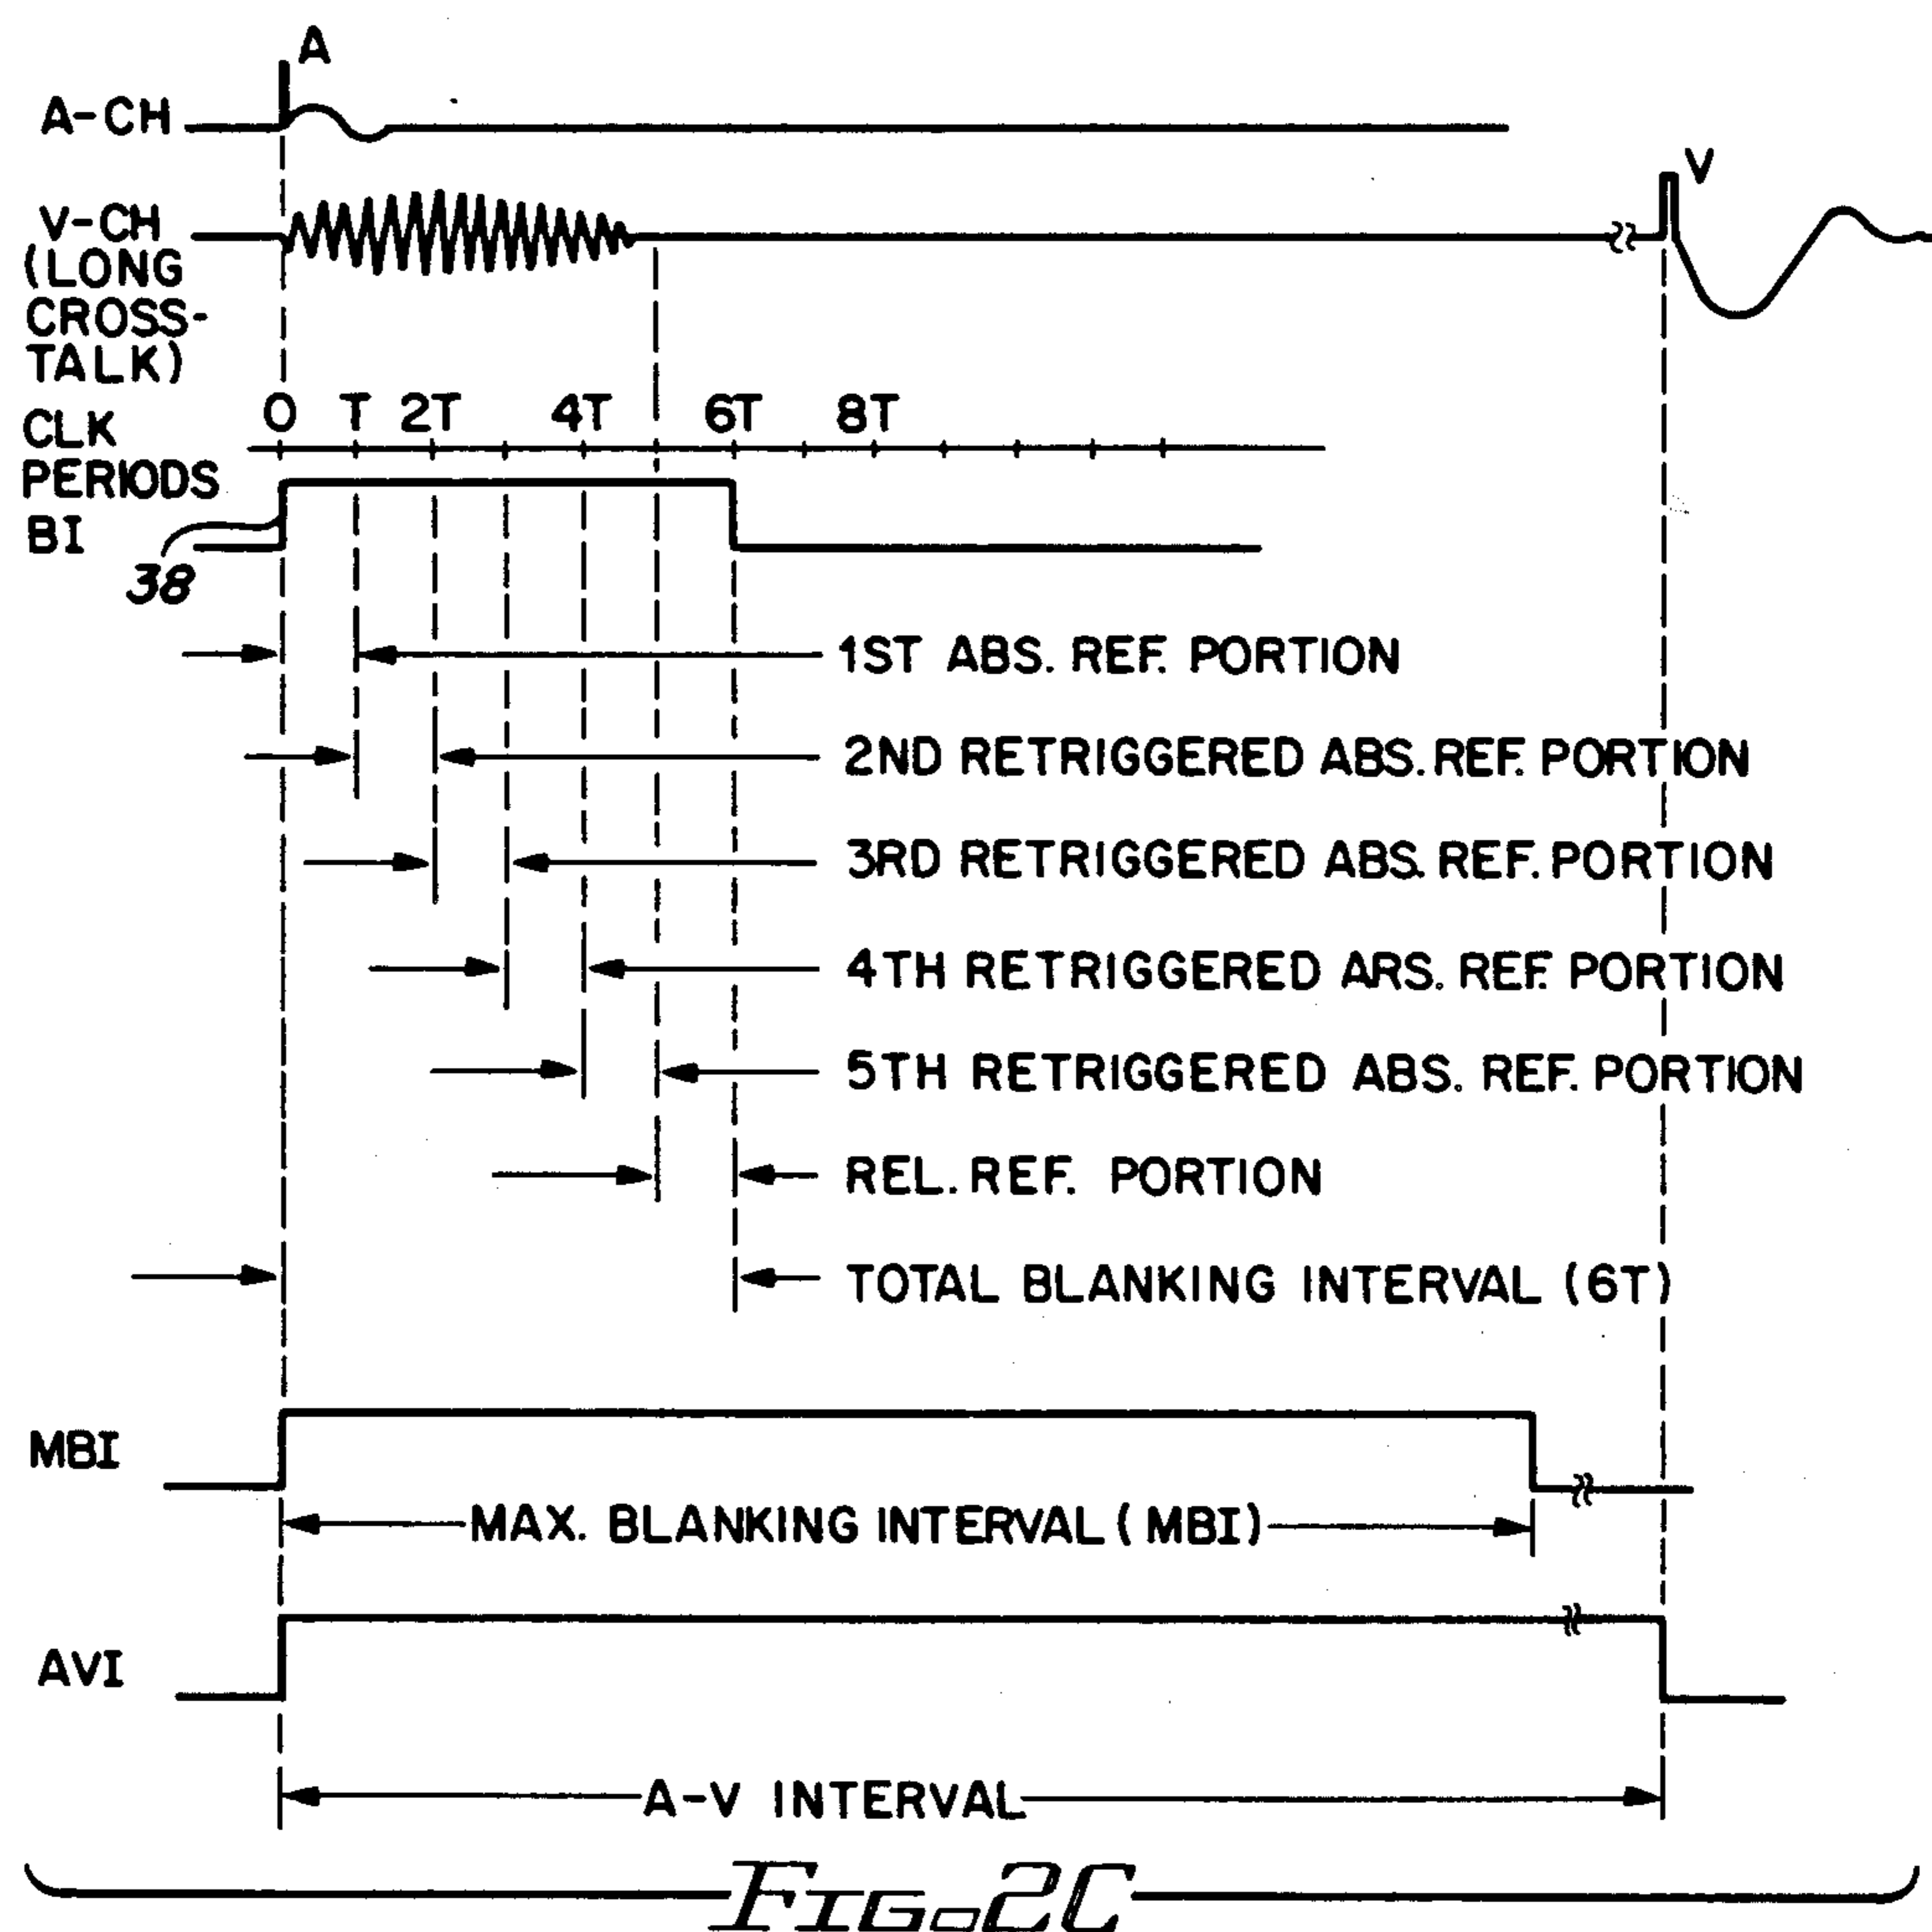 A
A-CH
V
V-CH
(LONG
CROSS-
TALK)
CLK
PERIODS
0 T 2T 4T 6T 8T
BI
38
1ST ABS. REF. PORTION
2ND RETRIGGERED ABS. REF. PORTION
3RD RETRIGGERED ABS. REF. PORTION
4TH RETRIGGERED ARS. REF. PORTION
5TH RETRIGGERED ABS. REF. PORTION
REL. REF. PORTION
TOTAL BLANKING INTERVAL (6T)
MBI
MAX. BLANKING INTERVAL (MBI)
AVI
A-V INTERVAL
FIG. 2C